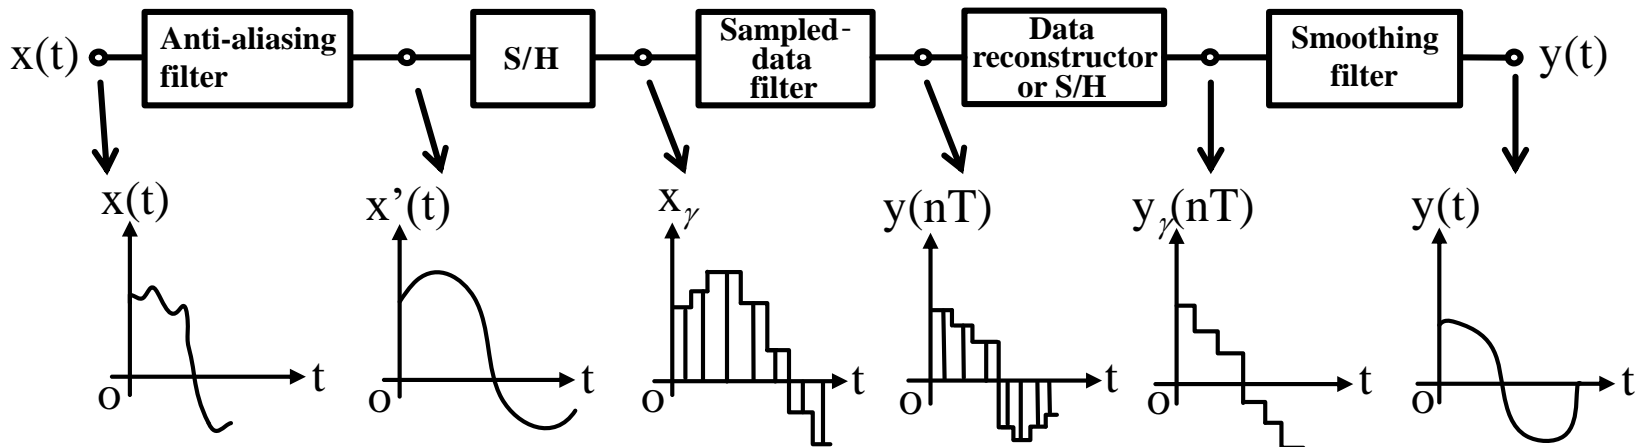 x(t)
Anti-aliasing
filter
S/H
Sampled-
data
filter
Data
reconstructor
or S/H
Smoothing
filter
y(t)
x(t)
x’(t)
xᵧ
y(nT)
yᵧ(nT)
y(t)
t
t
t
t
t
t
o
o
o
o
o
o